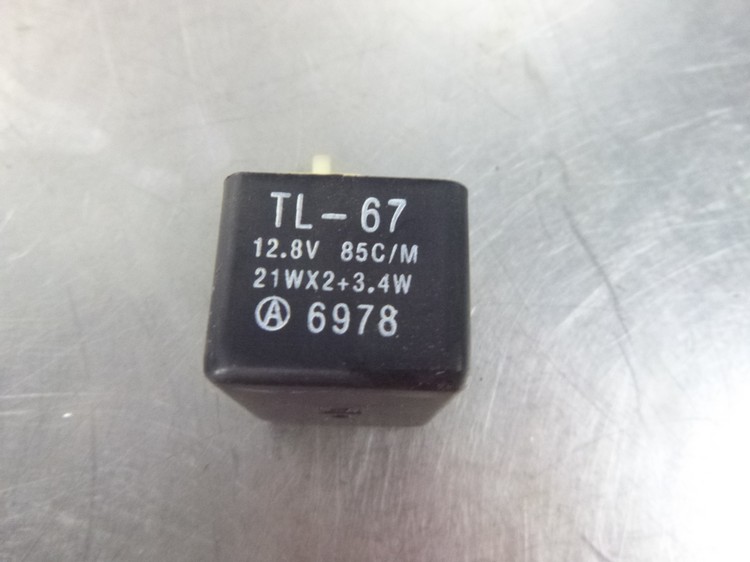 TL-67
12.8V 85C/M
21WX2+3.4W
Ⓐ 6978